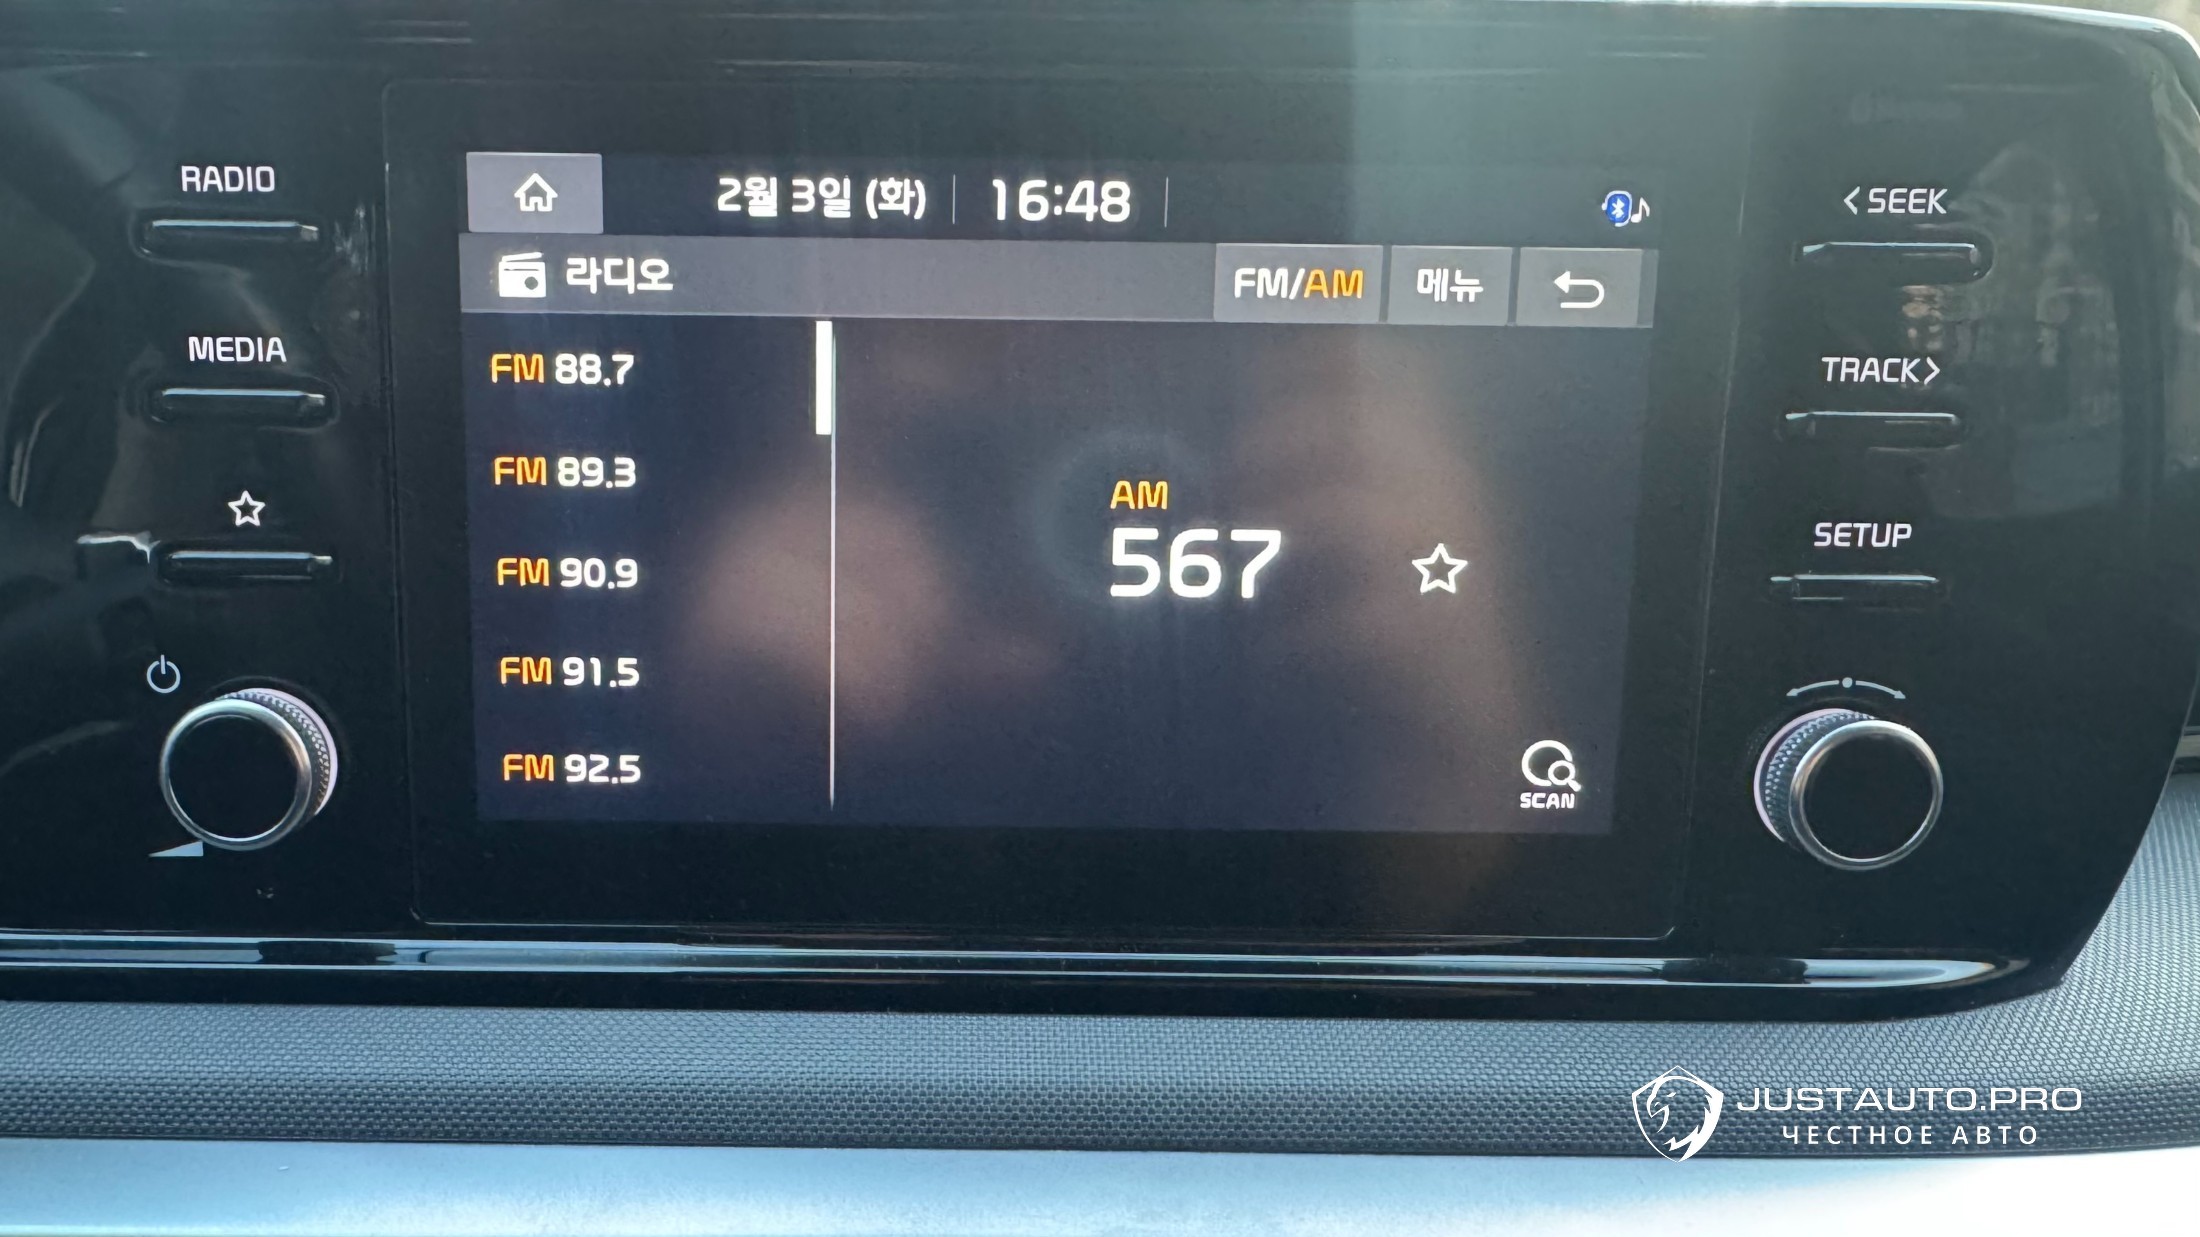 RADIO
MEDIA
2월 3일 (화) 16:48
라디오 FM/AM 메뉴
FM 88.7
FM 89.3
FM 90.9
FM 91.5
FM 92.5
AM
567
SCAN
< SEEK
TRACK >
SETUP
JUSTAUTO.PRO
ЧЕСТНОЕ АВТО